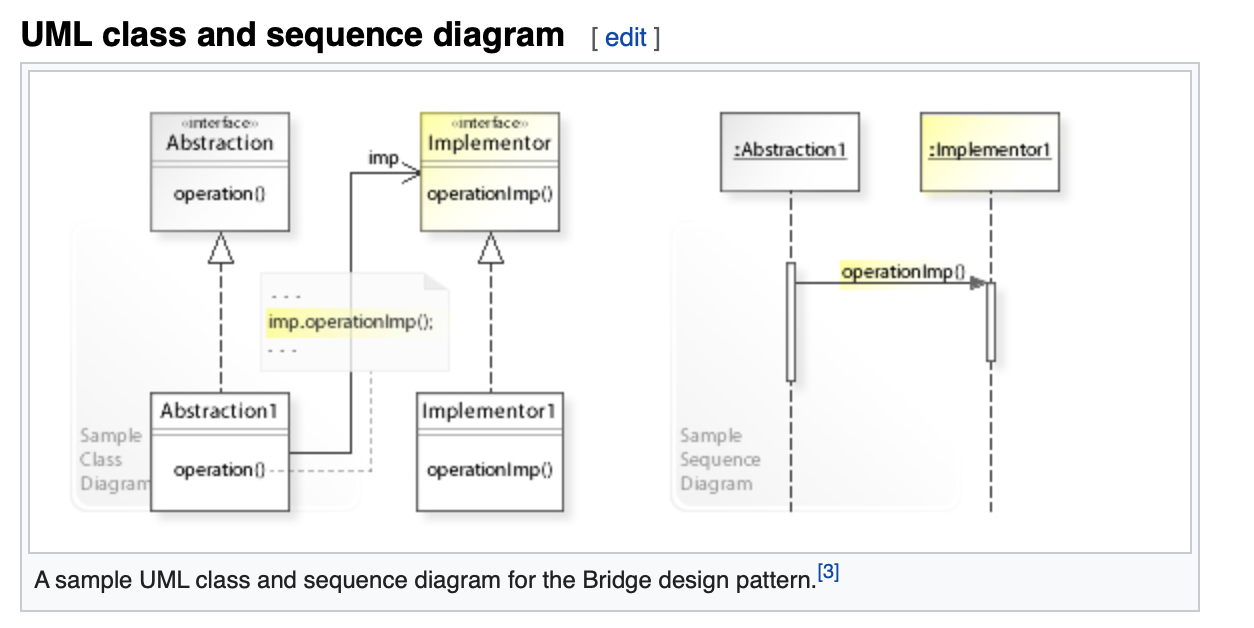 UML class and sequence diagram [ edit ]
«interface»
Abstraction
operation()
imp
«interface»
Implementor
operationImp()
- - -
imp.operationImp();
- - -
Abstraction1
operation()
Implementor1
operationImp()
Sample
Class
Diagram
:Abstraction1
:Implementor1
operationImp()
Sample
Sequence
Diagram
A sample UML class and sequence diagram for the Bridge design pattern.[3]